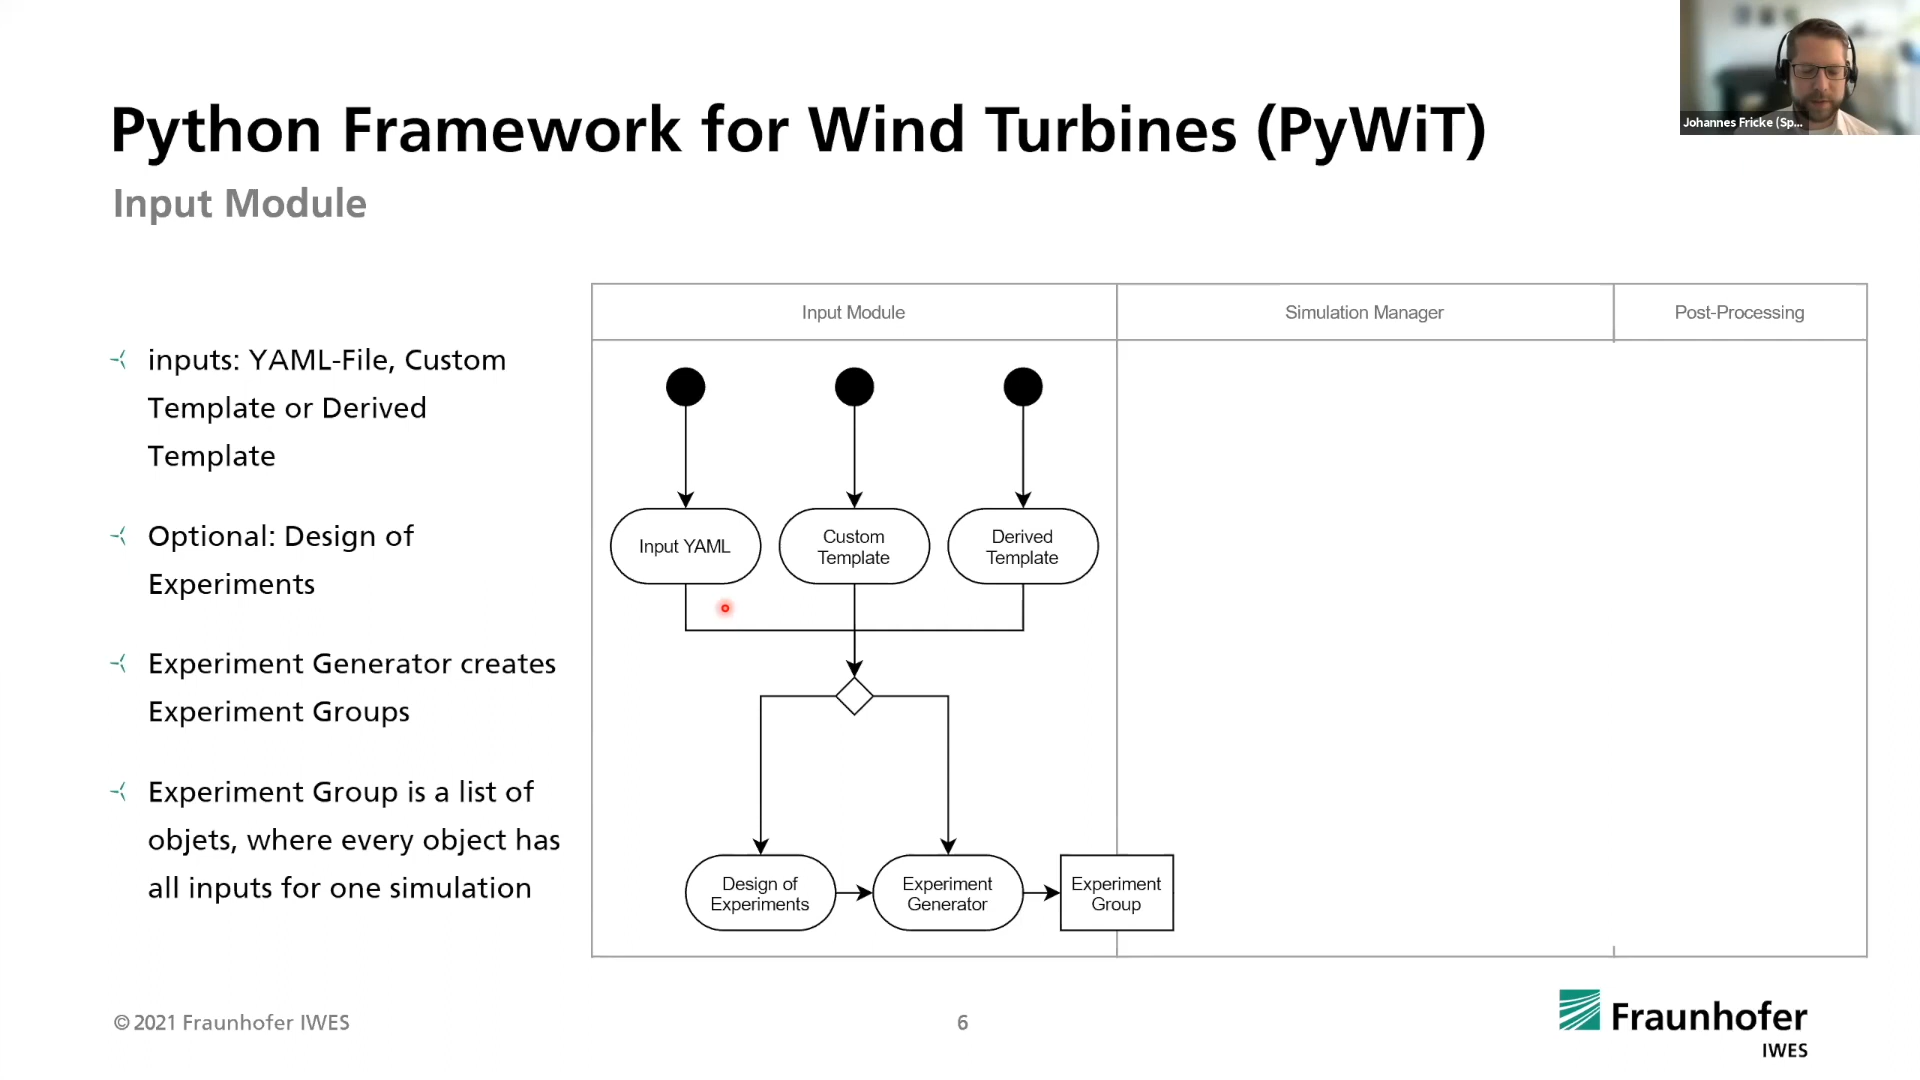 Johannes Fricke (Sp...
Python Framework for Wind Turbines (PyWiT)
Input Module
inputs: YAML-File, Custom
Template or Derived
Template
Optional: Design of
Experiments
Experiment Generator creates
Experiment Groups
Experiment Group is a list of
objets, where every object has
all inputs for one simulation
Input Module
Simulation Manager
Post-Processing
Input YAML
Custom
Template
Derived
Template
Design of
Experiments
Experiment
Generator
Experiment
Group
© 2021 Fraunhofer IWES
6
Fraunhofer
IWES